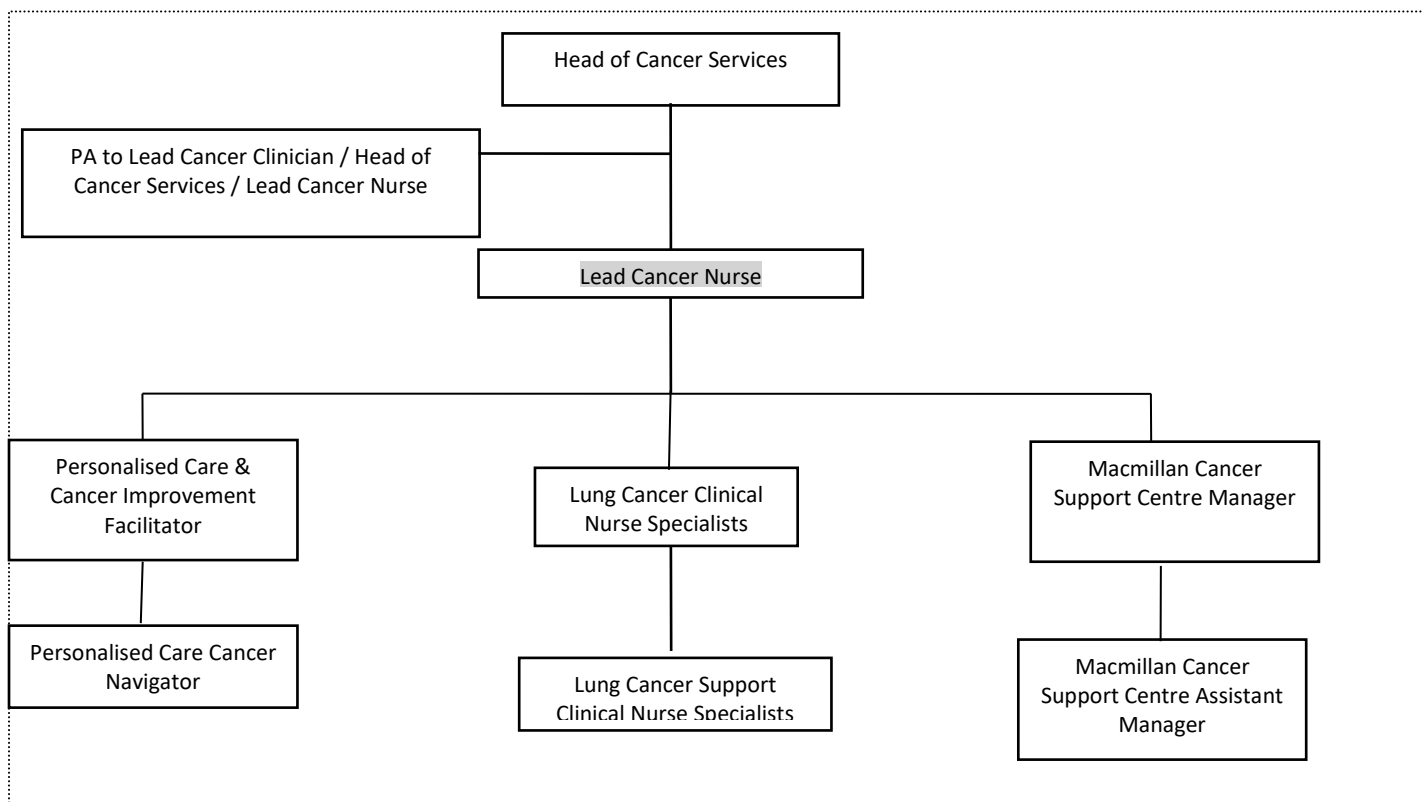 Head of Cancer Services
PA to Lead Cancer Clinician / Head of
Cancer Services / Lead Cancer Nurse
Lead Cancer Nurse
Personalised Care &
Cancer Improvement
Facilitator
Lung Cancer Clinical
Nurse Specialists
Macmillan Cancer
Support Centre Manager
Personalised Care Cancer
Navigator
Lung Cancer Support
Clinical Nurse Specialists
Macmillan Cancer
Support Centre Assistant
Manager